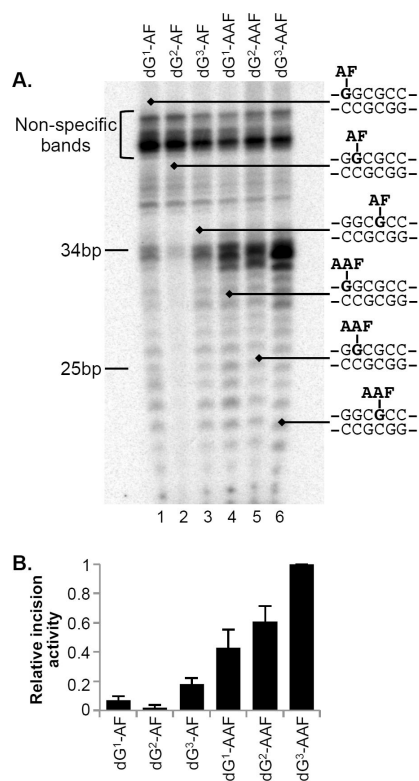 dG¹-AF dG²-AF dG³-AF dG¹-AAF dG²-AAF dG³-AAF
A.
Non-specific
bands
34bp
25bp
AF
-GGCGCC-
-CCGCGG-
AF
-GGCGCC-
-CCGCGG-
AF
-GGCGCC-
-CCGCGG-
AAF
-GGCGCC-
-CCGCGG-
AAF
-GGCGCC-
-CCGCGG-
AAF
-GGCGCC-
-CCGCGG-
1 2 3 4 5 6
B.
Relative incision
activity
1
0.8
0.6
0.4
0.2
0
dG¹-AF dG²-AF dG³-AF dG¹-AAF dG²-AAF dG³-AAF